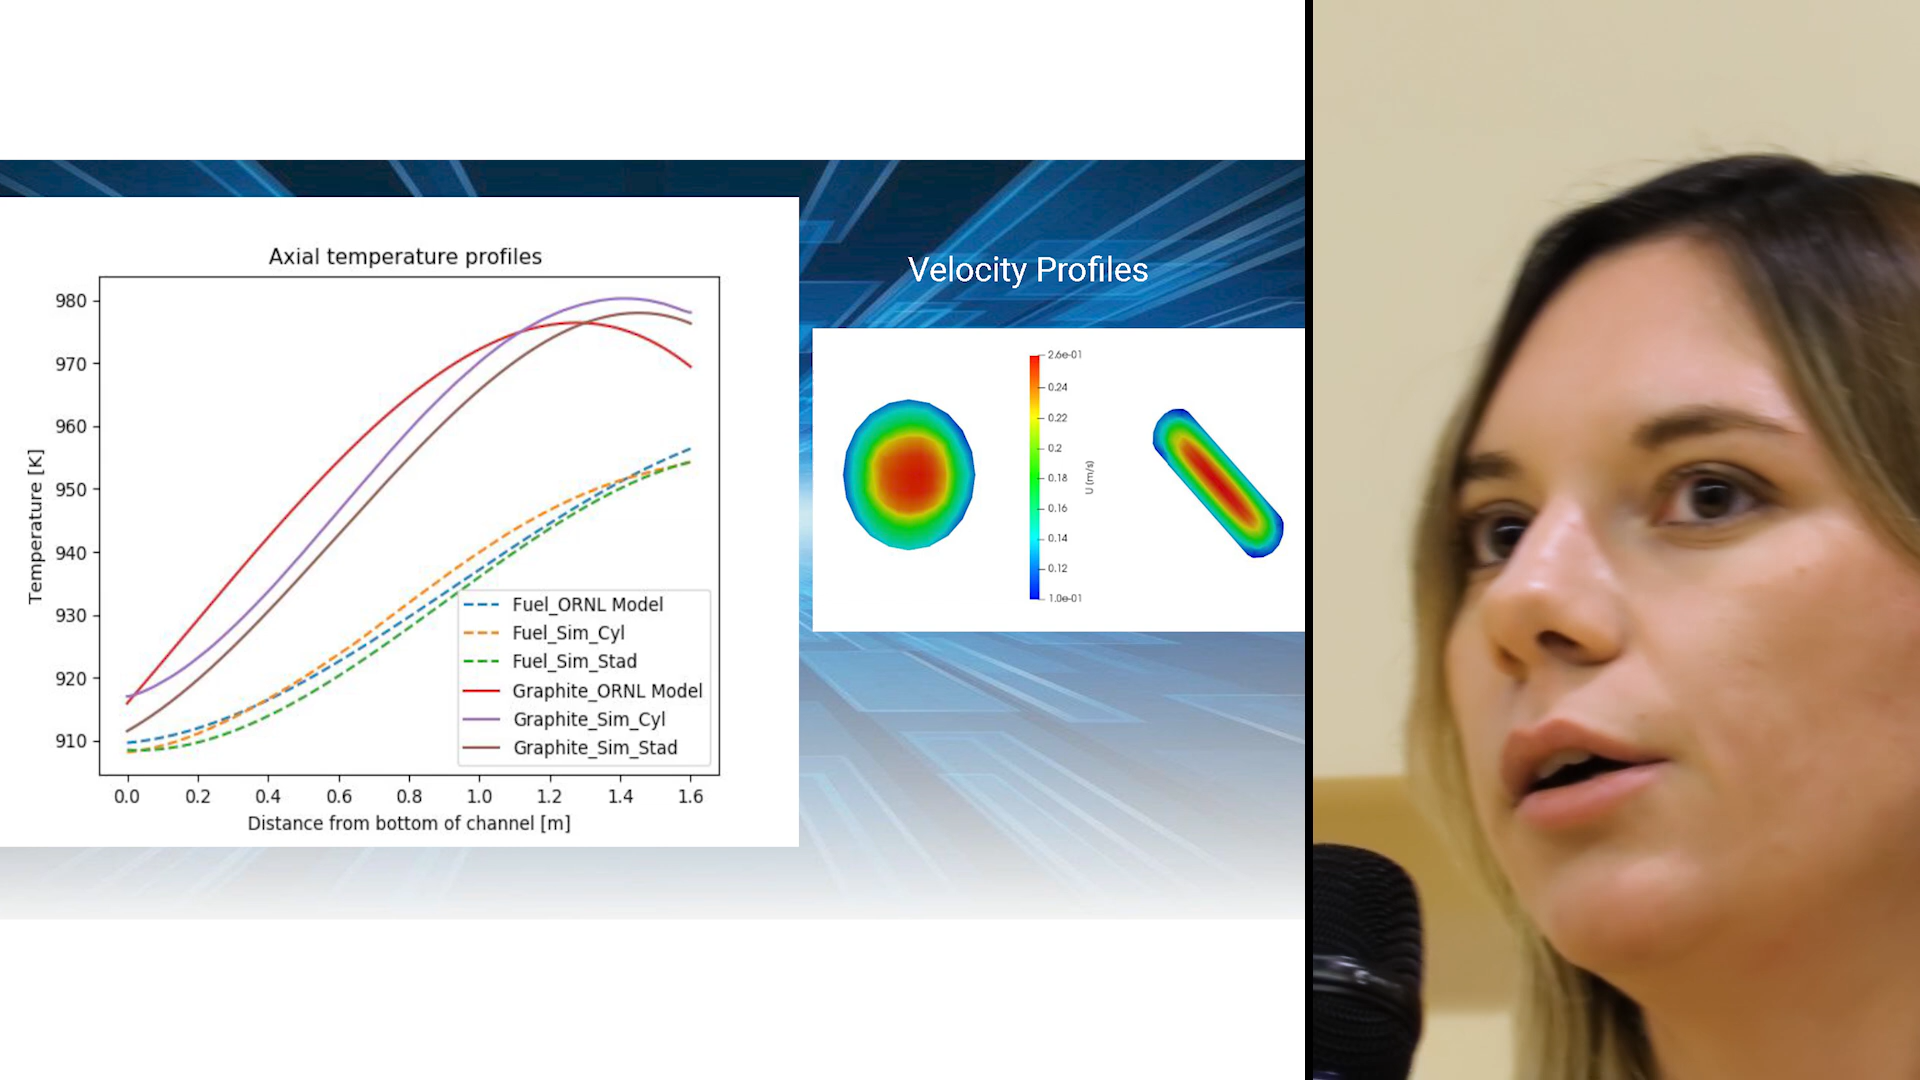 Axial temperature profiles
980
970
960
950
940
930
920
910
Temperature [K]
0.0 0.2 0.4 0.6 0.8 1.0 1.2 1.4 1.6
Distance from bottom of channel [m]
Fuel_ORNL Model
Fuel_Sim_Cyl
Fuel_Sim_Stad
Graphite_ORNL Model
Graphite_Sim_Cyl
Graphite_Sim_Stad
Velocity Profiles
2.6e-01
0.24
0.22
0.2
0.18
0.16
0.14
0.12
1.0e-01
U (m/s)